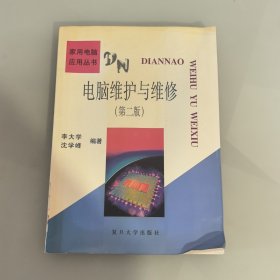 家用电脑
应用丛书
DN
DIANNAO
WEIHU YU WEIXIU
电脑维护与维修
(第二版)
李大学
沈学峰
编著
复旦大学出版社